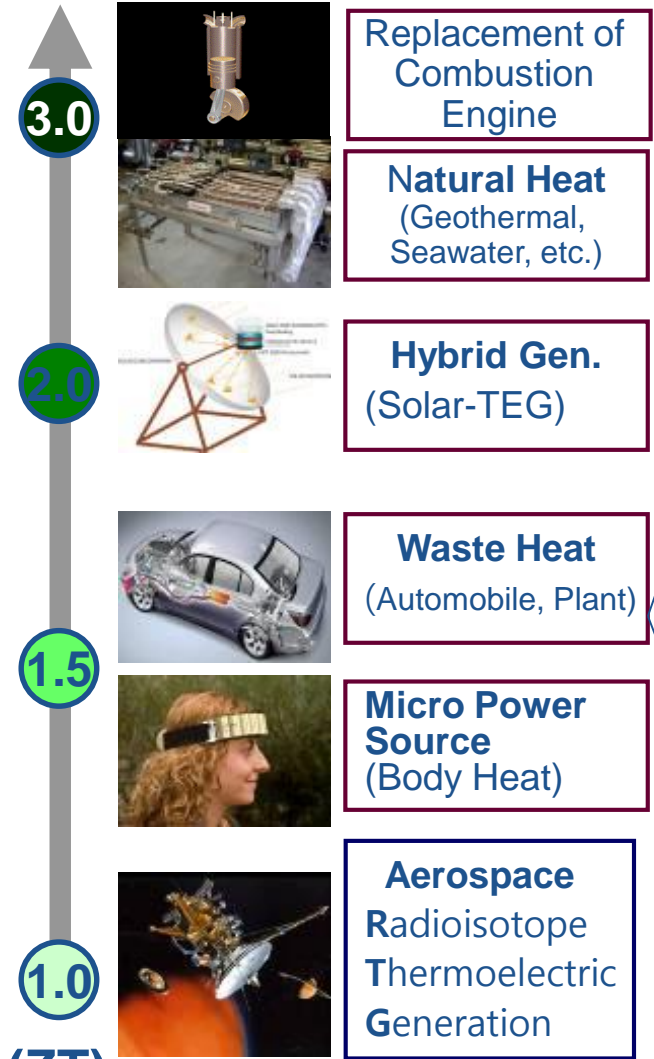 3.0
Replacement of
Combustion
Engine
Natural Heat
(Geothermal,
Seawater, etc.)
2.0
Hybrid Gen.
(Solar-TEG)
Waste Heat
(Automobile, Plant)
1.5
Micro Power
Source
(Body Heat)
Aerospace
Radioisotope
Thermoelectric
Generation
1.0
(ZT)